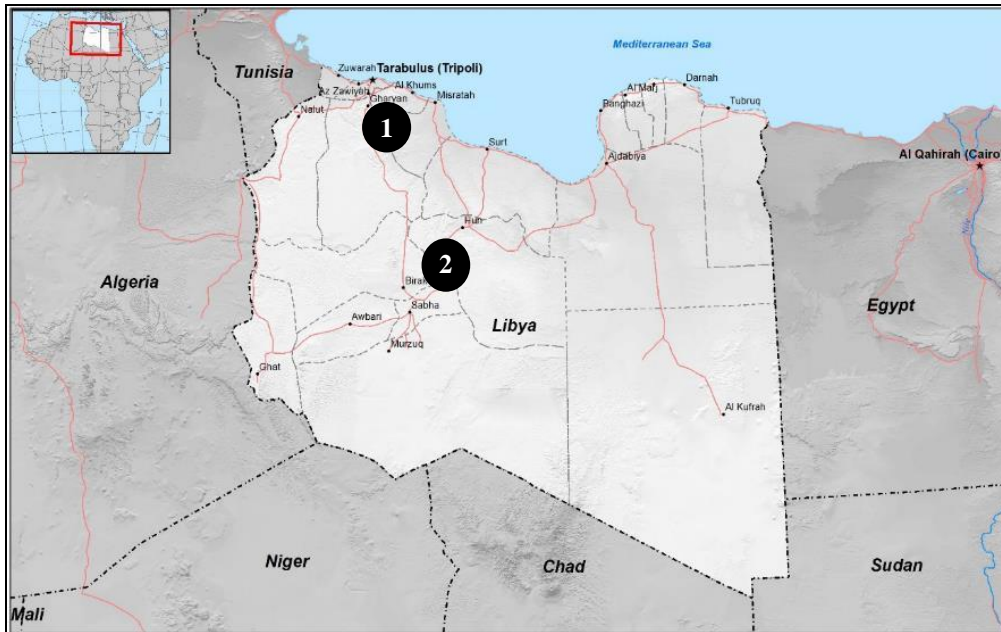 Mediterranean Sea
Tunisia
Zuwarah
Tarabulus (Tripoli)
Az Zawiyah
Al Khums
Gharyan
Misratah
Nalut
1
Surt
Darnah
Al Marj
Banghazi
Tubruq
Ajdabiya
Al Qahirah (Cairo)
Nile
Hun
2
Algeria
Birak
Sabha
Awbari
Libya
Egypt
Murzuq
Ghat
Al Kufrah
Niger
Chad
Sudan
Mali